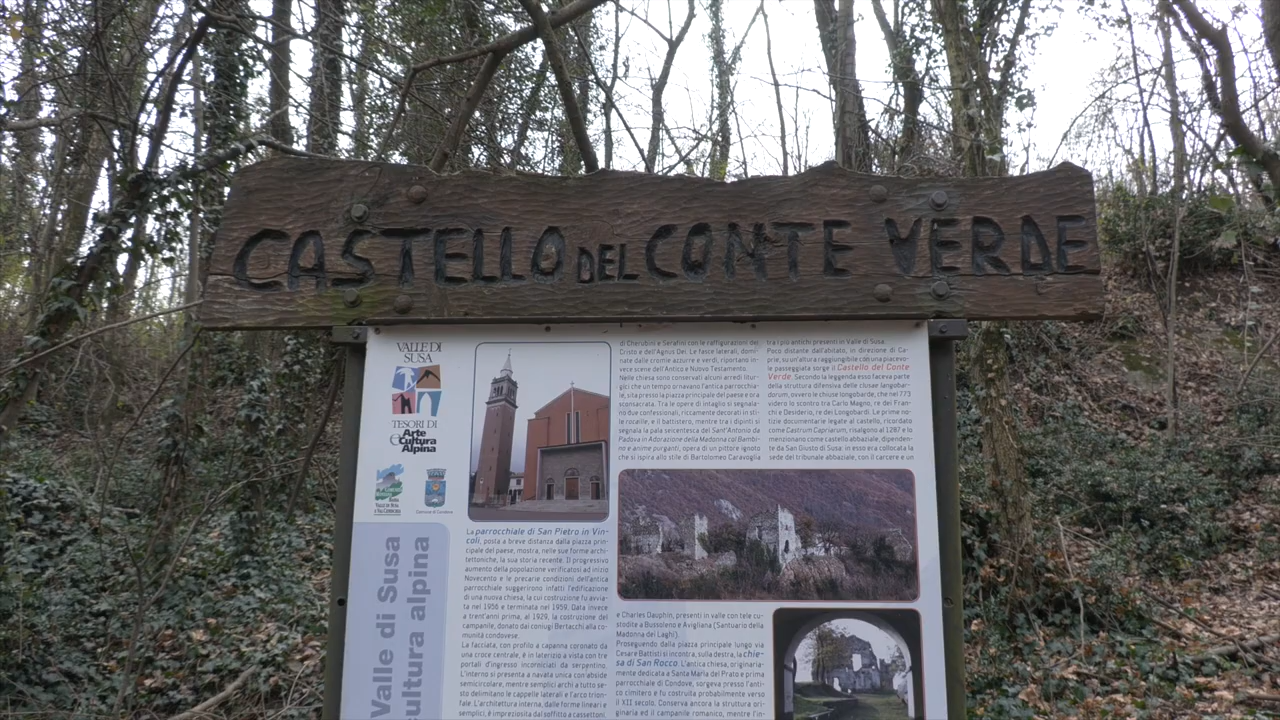 CASTELLO DEL CONTE VERDE
VALLE DI
SUSA
TESORI DI
Arte
&Cultura
Alpina
VALLE DI SUSA
Comune di Condove
Valle di Susa
cultura alpina
La parrocchiale di San Pietro in Vin-
coli, posta a breve distanza dalla piazza prin-
cipale del paese, mostra, nelle sue forme archi-
tettoniche, la sua storia recente. Il progressivo
aumento della popolazione verificatosi ad inizio
Novecento e le precarie condizioni dell'antica
parrocchiale suggerirono infatti l'edificazione
di una nuova chiesa, la cui costruzione fu avvia-
ta nel 1956 e terminata nel 1959. Data invece
a trent'anni prima, al 1929, la costruzione del
campanile, donato dai coniugi Bertacchi alla co-
munità condovese.
La facciata, con profilo a capanna coronato da
una croce centrale, è in laterizio a vista con tre
portali d'ingresso incorniciati da serpentino.
L'interno si presenta a navata unica con abside
semicircolare, mentre semplici archi a tutto se-
sto delimitano le cappelle laterali e l'arco trion-
fale. L'architettura interna, dalle forme lineari e
semplici, è impreziosita dal soffitto a cassettoni,
di Cherubini e Serafini con le raffigurazioni del
Cristo e dell'Agnus Dei. Le fasce laterali, domi-
nate dalle cromie azzurre e verdi, riportano in-
vece scene dell'Antico e Nuovo Testamento.
Nelle chiesa sono conservati alcuni arredi litur-
gici che un tempo ornavano l'antica parrocchia-
le, sita presso la piazza principale del paese e ora
sconsacrata. Tra le opere di intaglio si segnala-
no due confessionali, riccamente decorati in sti-
le rocaille, e il battistero, mentre tra i dipinti si
segnala la pala seicentesca del Sant'Antonio da
Padova in Adorazione della Madonna col Bambi-
no e anime purganti, opera di un pittore ignoto
che si ispira allo stile di Bartolomeo Caravoglia
e Charles Dauphin, presenti in valle con tele cu-
stodite a Bussoleno e Avigliana (Santuario della
Madonna dei Laghi).
Proseguendo dalla piazza principale lungo via
Cesare Battisti si incontra, sulla destra, la chie-
sa di San Rocco. L'antica chiesa, originaria-
mente dedicata a Santa Maria del Prato e prima
parrocchiale di Condove, sorgeva presso l'anti-
co cimitero e fu costruita probabilmente verso
il XII secolo. Conserva ancora la struttura ori-
ginaria ed il campanile romanico, mentre l'in-
tra i più antichi presenti in Valle di Susa.
Poco distante dall'abitato, in direzione di Ca-
prie, su un'altura raggiungibile con una piacevo-
le passeggiata sorge il Castello del Conte
Verde. Secondo la leggenda esso faceva parte
della struttura difensiva delle clusae langobar-
dorum, ovvero le chiuse longobarde, che nel 773
videro lo scontro tra Carlo Magno, re dei Fran-
chi e Desiderio, re dei Longobardi. Le prime no-
tizie documentarie legate al castello, ricordato
come Castrum Capriarum, risalgono al 1287 e lo
menzionano come castello abbaziale, dipenden-
te da San Giusto di Susa: in esso era collocata la
sede del tribunale abbaziale, con il carcere e un